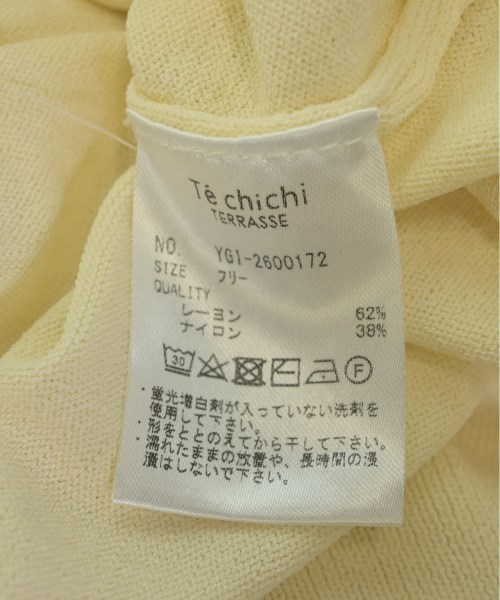 Té chichi
TERRASSE
NO. YG1-2600172
SIZE フリー
QUALITY
レーヨン 62%
ナイロン 38%
30 F
・蛍光増白剤が入っていない洗剤を
使用して下さい。
・形をととのえてから干して下さい。
・濡れたままの放置や、長時間の浸
漬はしないで下さい。